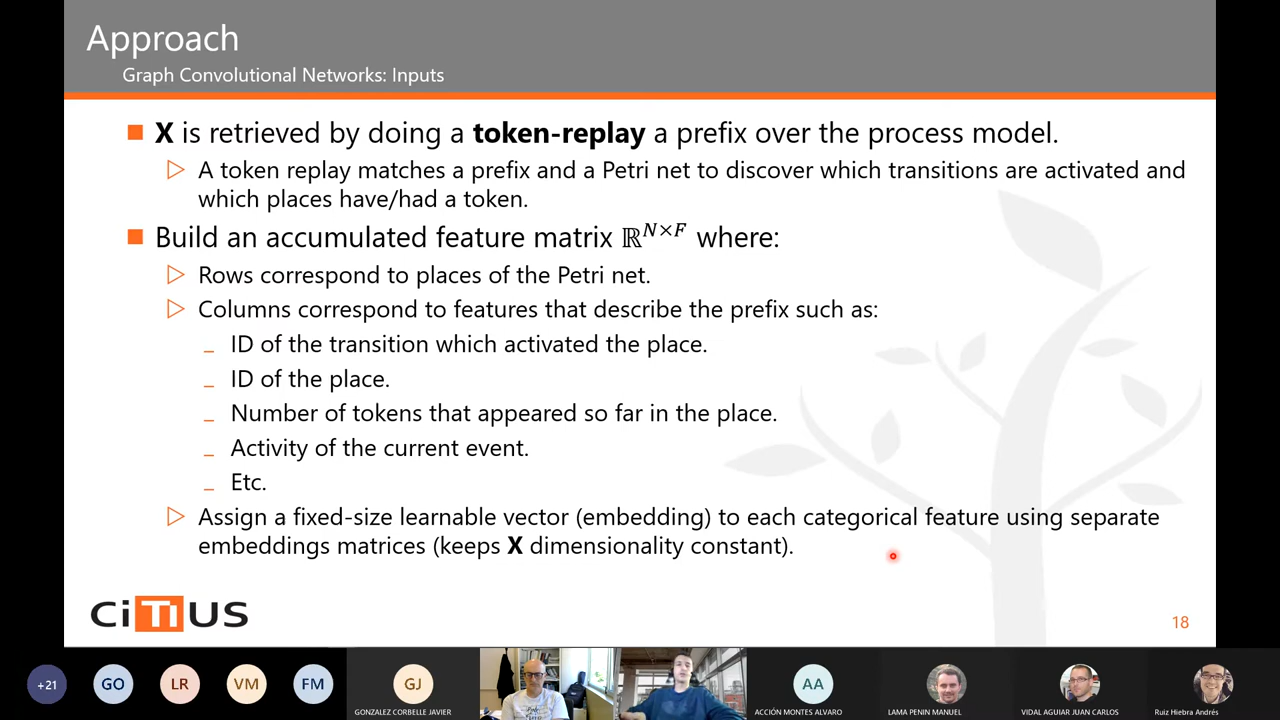 Approach
Graph Convolutional Networks: Inputs
X is retrieved by doing a token-replay a prefix over the process model.
A token replay matches a prefix and a Petri net to discover which transitions are activated and
which places have/had a token.
Build an accumulated feature matrix ℝ^{N×F} where:
Rows correspond to places of the Petri net.
Columns correspond to features that describe the prefix such as:
ID of the transition which activated the place.
ID of the place.
Number of tokens that appeared so far in the place.
Activity of the current event.
Etc.
Assign a fixed-size learnable vector (embedding) to each categorical feature using separate
embeddings matrices (keeps X dimensionality constant).
CiTIUS
18
+21
GO
LR
VM
FM
GJ
AA
GONZALEZ CORBELLE JAVIER
ACCIÓN MONTES ALVARO
LAMA PENIN MANUEL
VIDAL AGUIAR JUAN CARLOS
Ruiz Hiebra Andrés